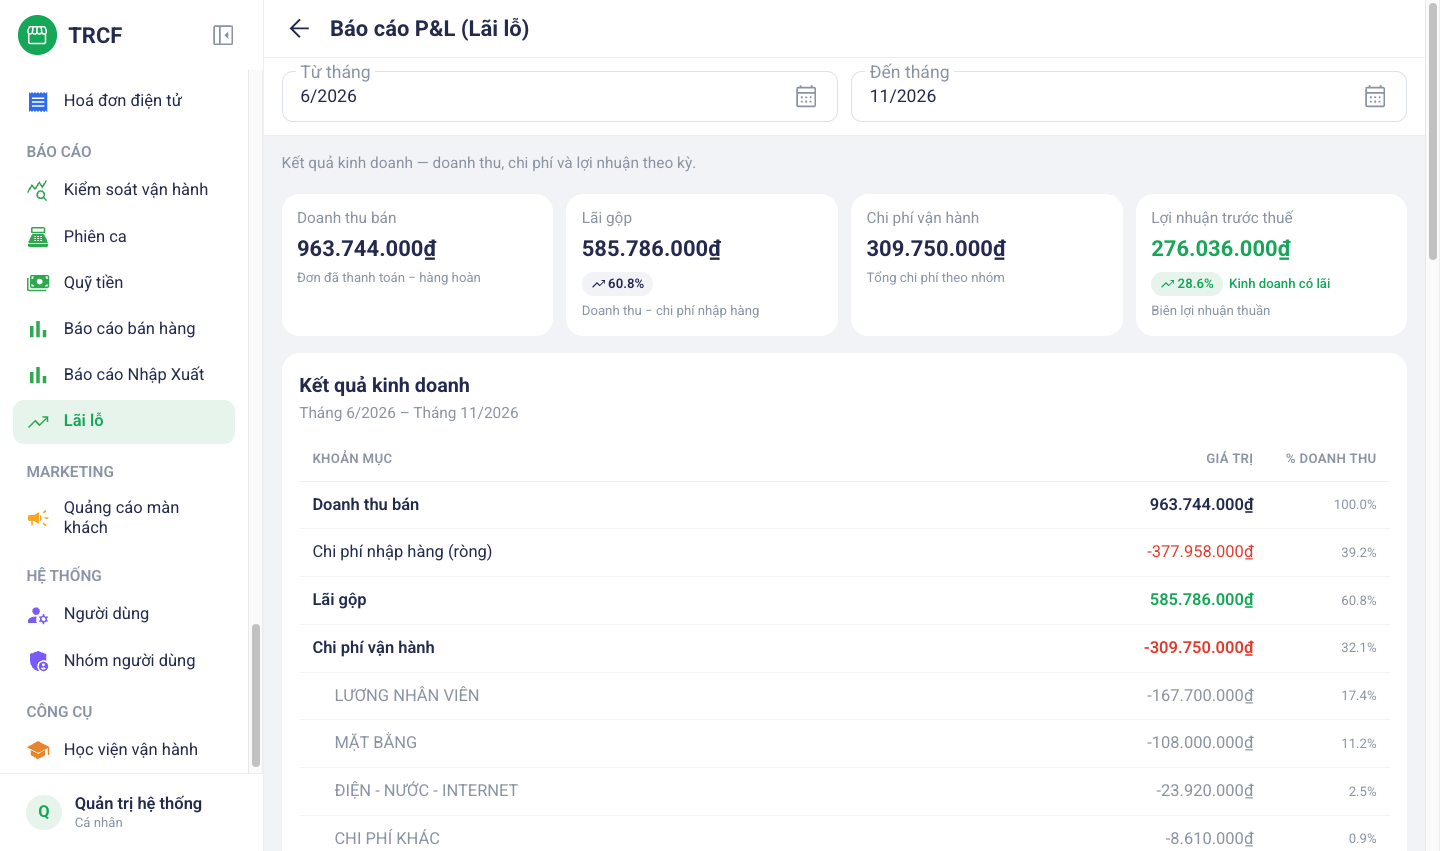 TRCF
Hoá đơn điện tử
BÁO CÁO
Kiểm soát vận hành
Phiên ca
Quỹ tiền
Báo cáo bán hàng
Báo cáo Nhập Xuất
Lãi lỗ
MARKETING
Quảng cáo màn
khách
HỆ THỐNG
Người dùng
Nhóm người dùng
CÔNG CỤ
Học viện vận hành
Q
Quản trị hệ thống
Cá nhân
Báo cáo P&L (Lãi lỗ)
Từ tháng
6/2026
Đến tháng
11/2026
Kết quả kinh doanh — doanh thu, chi phí và lợi nhuận theo kỳ.
Doanh thu bán
963.744.000₫
Đơn đã thanh toán − hàng hoàn
Lãi gộp
585.786.000₫
60.8%
Doanh thu − chi phí nhập hàng
Chi phí vận hành
309.750.000₫
Tổng chi phí theo nhóm
Lợi nhuận trước thuế
276.036.000₫
28.6% Kinh doanh có lãi
Biên lợi nhuận thuần
Kết quả kinh doanh
Tháng 6/2026 – Tháng 11/2026
KHOẢN MỤC GIÁ TRỊ % DOANH THU
Doanh thu bán 963.744.000₫ 100.0%
Chi phí nhập hàng (ròng) -377.958.000₫ 39.2%
Lãi gộp 585.786.000₫ 60.8%
Chi phí vận hành -309.750.000₫ 32.1%
LƯƠNG NHÂN VIÊN -167.700.000₫ 17.4%
MẶT BẰNG -108.000.000₫ 11.2%
ĐIỆN - NƯỚC - INTERNET -23.920.000₫ 2.5%
CHI PHÍ KHÁC -8.610.000₫ 0.9%